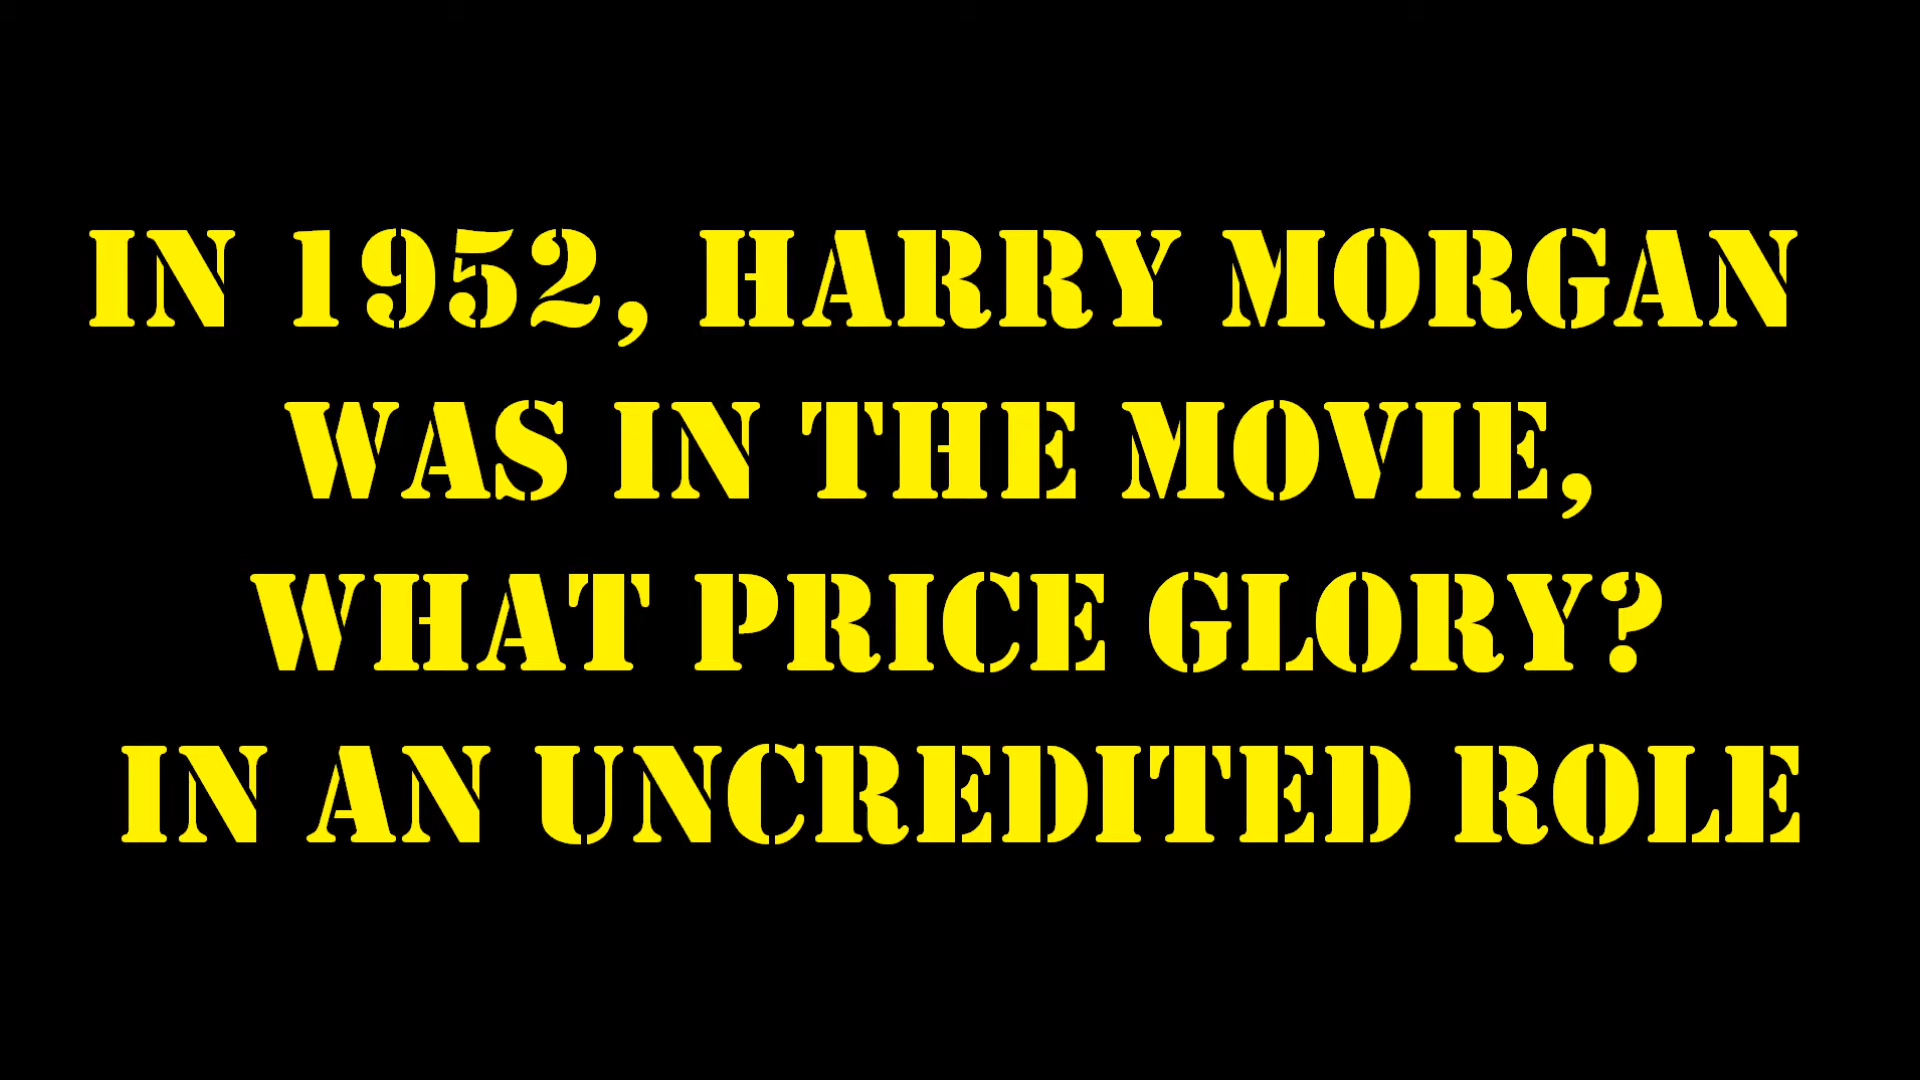 IN 1952, HARRY MORGAN
WAS IN THE MOVIE,
WHAT PRICE GLORY?
IN AN UNCREDITED ROLE